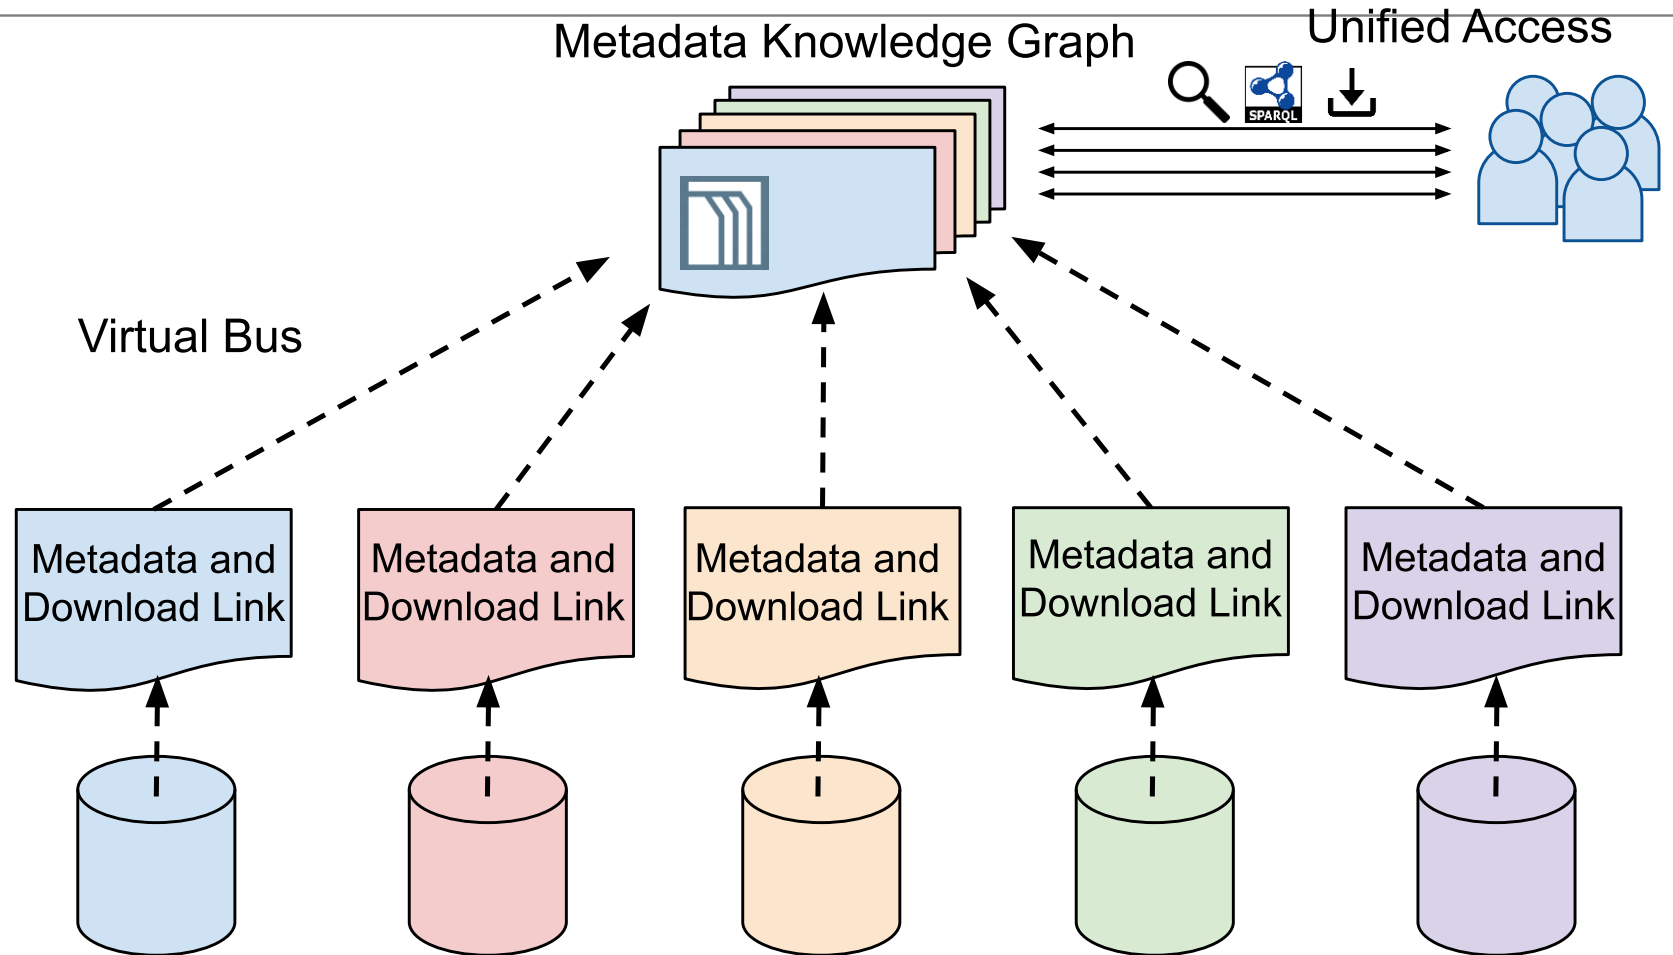 Metadata Knowledge Graph
Unified Access
SPARQL
Virtual Bus
Metadata and
Download Link
Metadata and
Download Link
Metadata and
Download Link
Metadata and
Download Link
Metadata and
Download Link